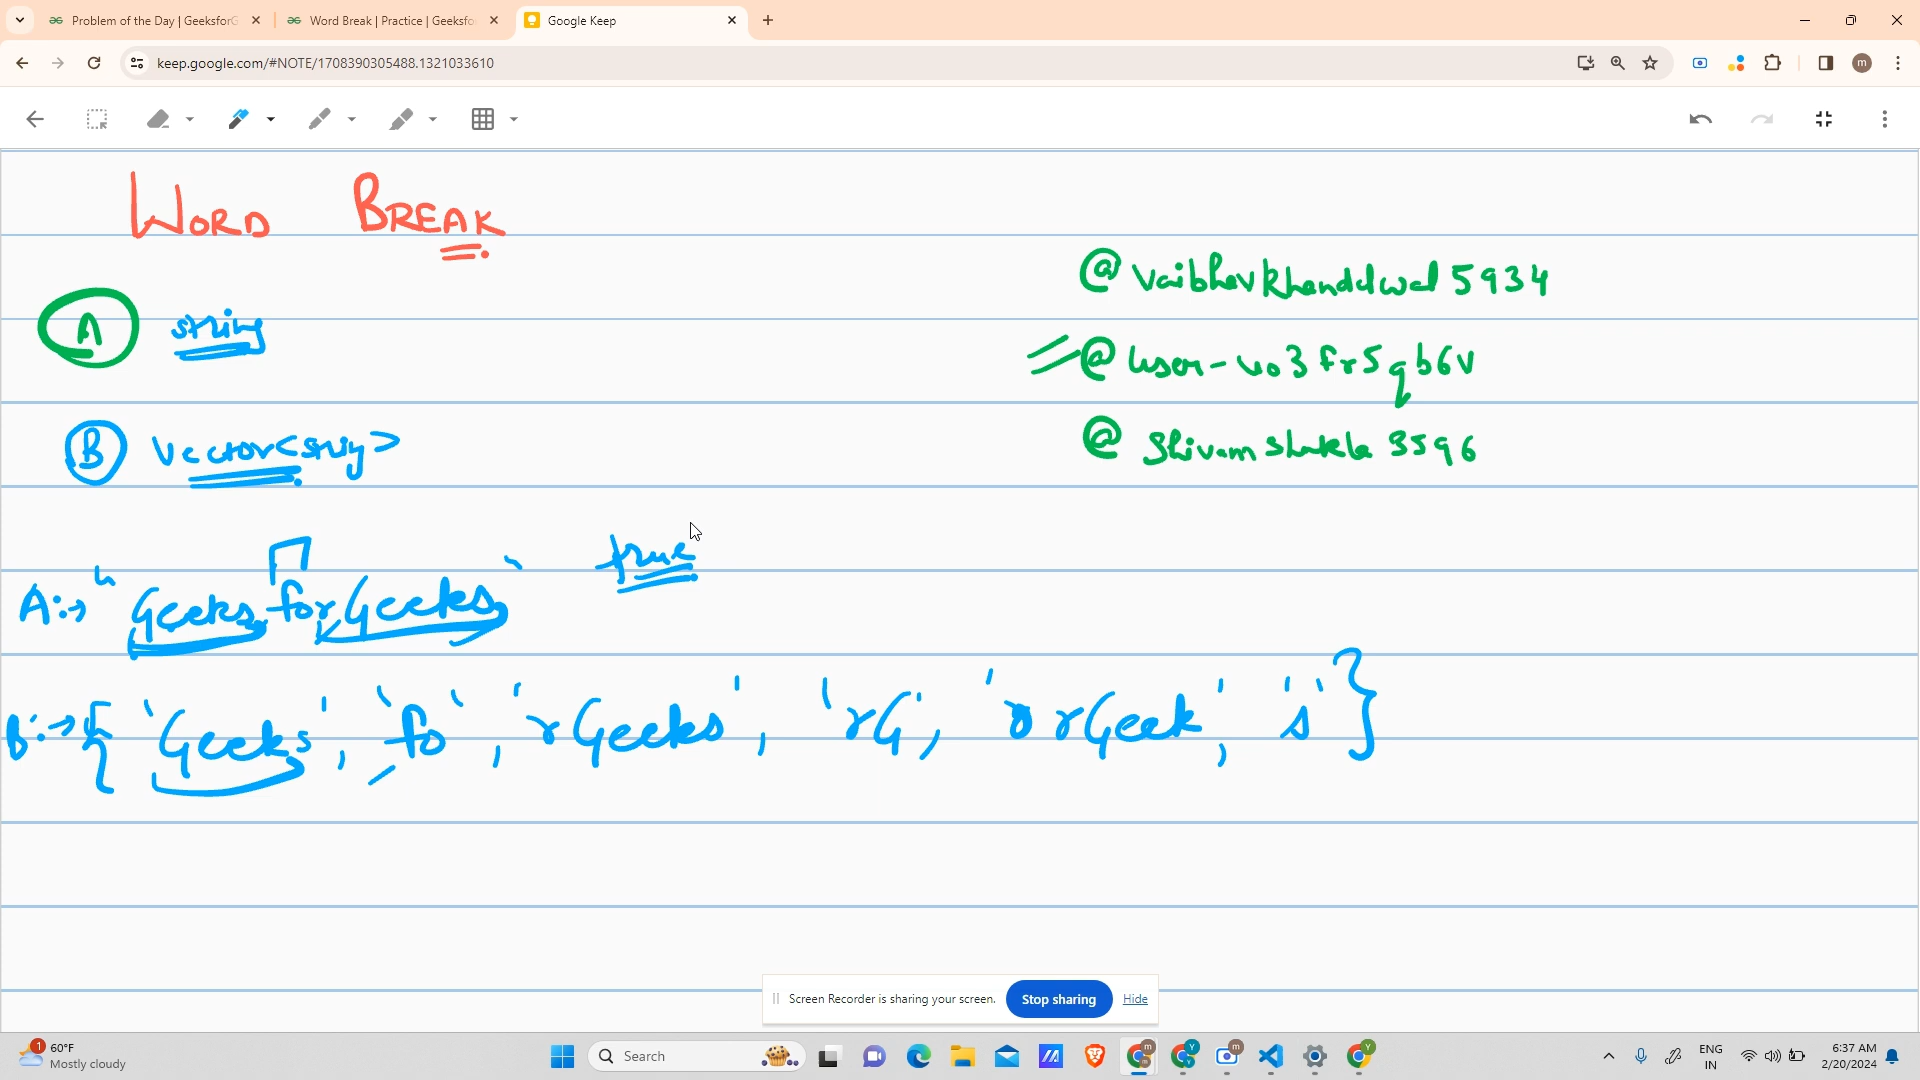 Problem of the Day | GeeksforG
Word Break | Practice | Geeksfo
Google Keep
keep.google.com/#NOTE/1708390305488.1321033610
m
WORD BREAK
A string
B vector<string>
@vaibhavkhandelwal5934
@user-vo3fr5qb6v
@shivamshukla3596
true
A:→ "GeeksforGeeks"
B:→ { 'Geeks', 'fo', 'rGeeks', 'rG', 'orGeek', 's' }
Screen Recorder is sharing your screen. Stop sharing Hide
1
60°F
Mostly cloudy
Search
ENG
IN
6:37 AM
2/20/2024